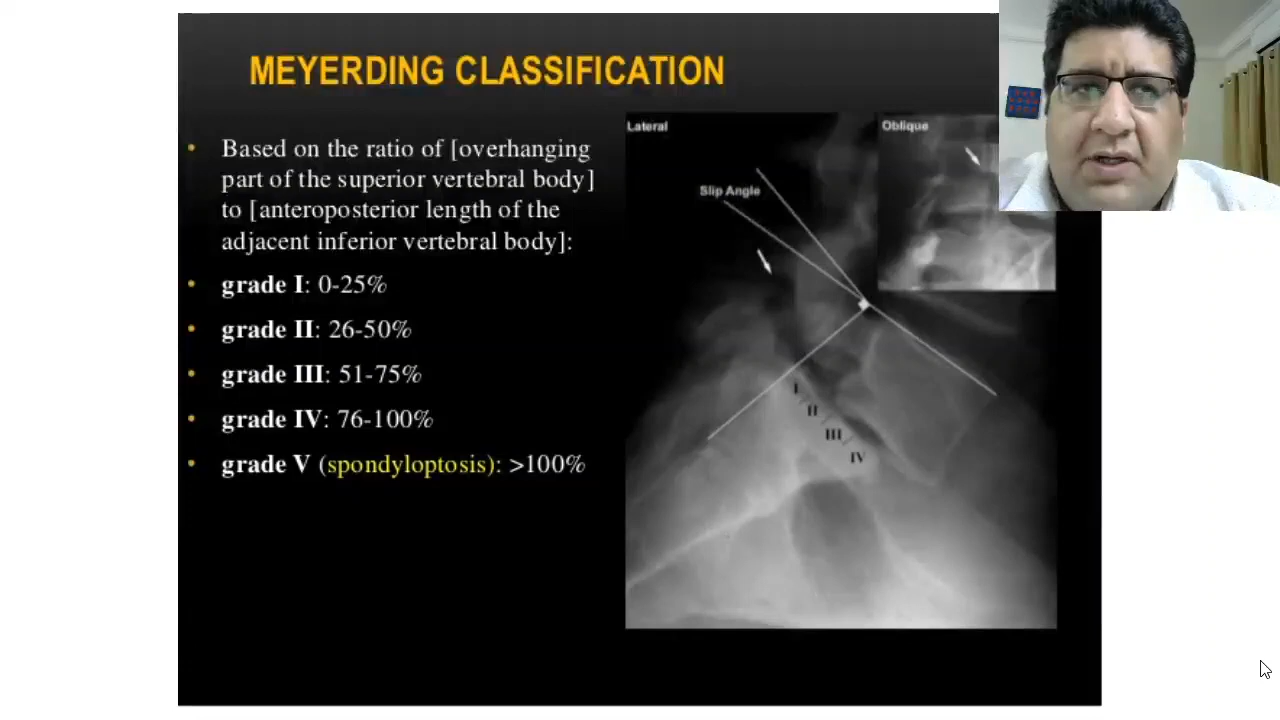 MEYERDING CLASSIFICATION
• Based on the ratio of [overhanging
part of the superior vertebral body]
to [anteroposterior length of the
adjacent inferior vertebral body]:
• grade I: 0-25%
• grade II: 26-50%
• grade III: 51-75%
• grade IV: 76-100%
• grade V (spondyloptosis): >100%
Lateral
Oblique
Slip Angle
I
II
III
IV